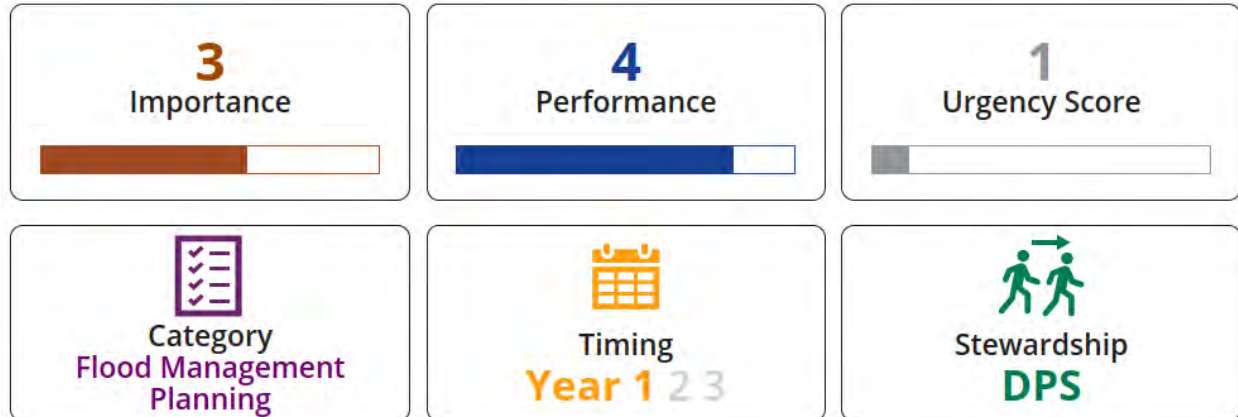 3
Importance
4
Performance
1
Urgency Score
Category
Flood Management
Planning
Timing
Year 1 2 3
Stewardship
DPS